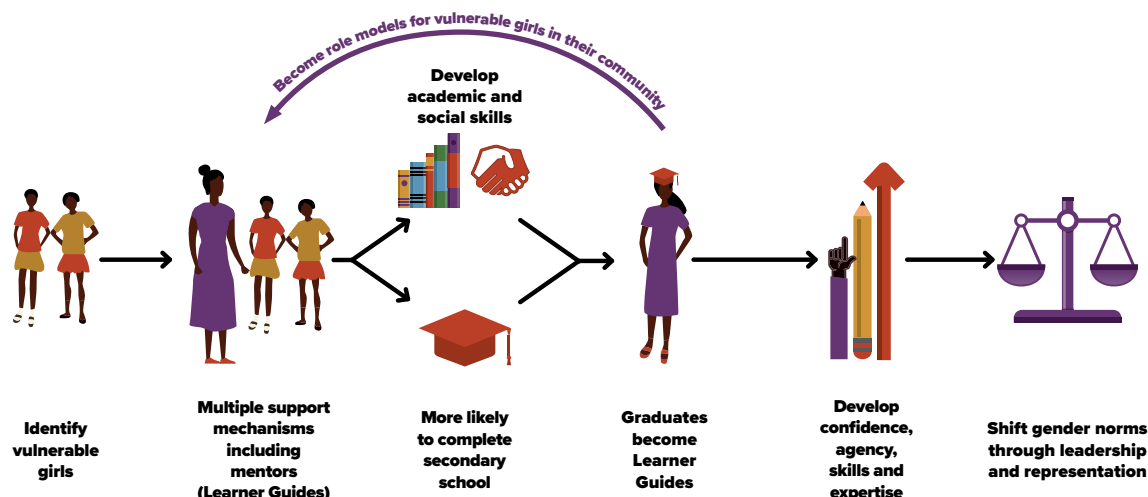 Become role models for vulnerable girls in their community
Develop
academic and
social skills
Identify
vulnerable
girls
Multiple support
mechanisms
including
mentors
(Learner Guides)
More likely
to complete
secondary
school
Graduates
become
Learner
Guides
Develop
confidence,
agency,
skills and
expertise
Shift gender norms
through leadership
and representation